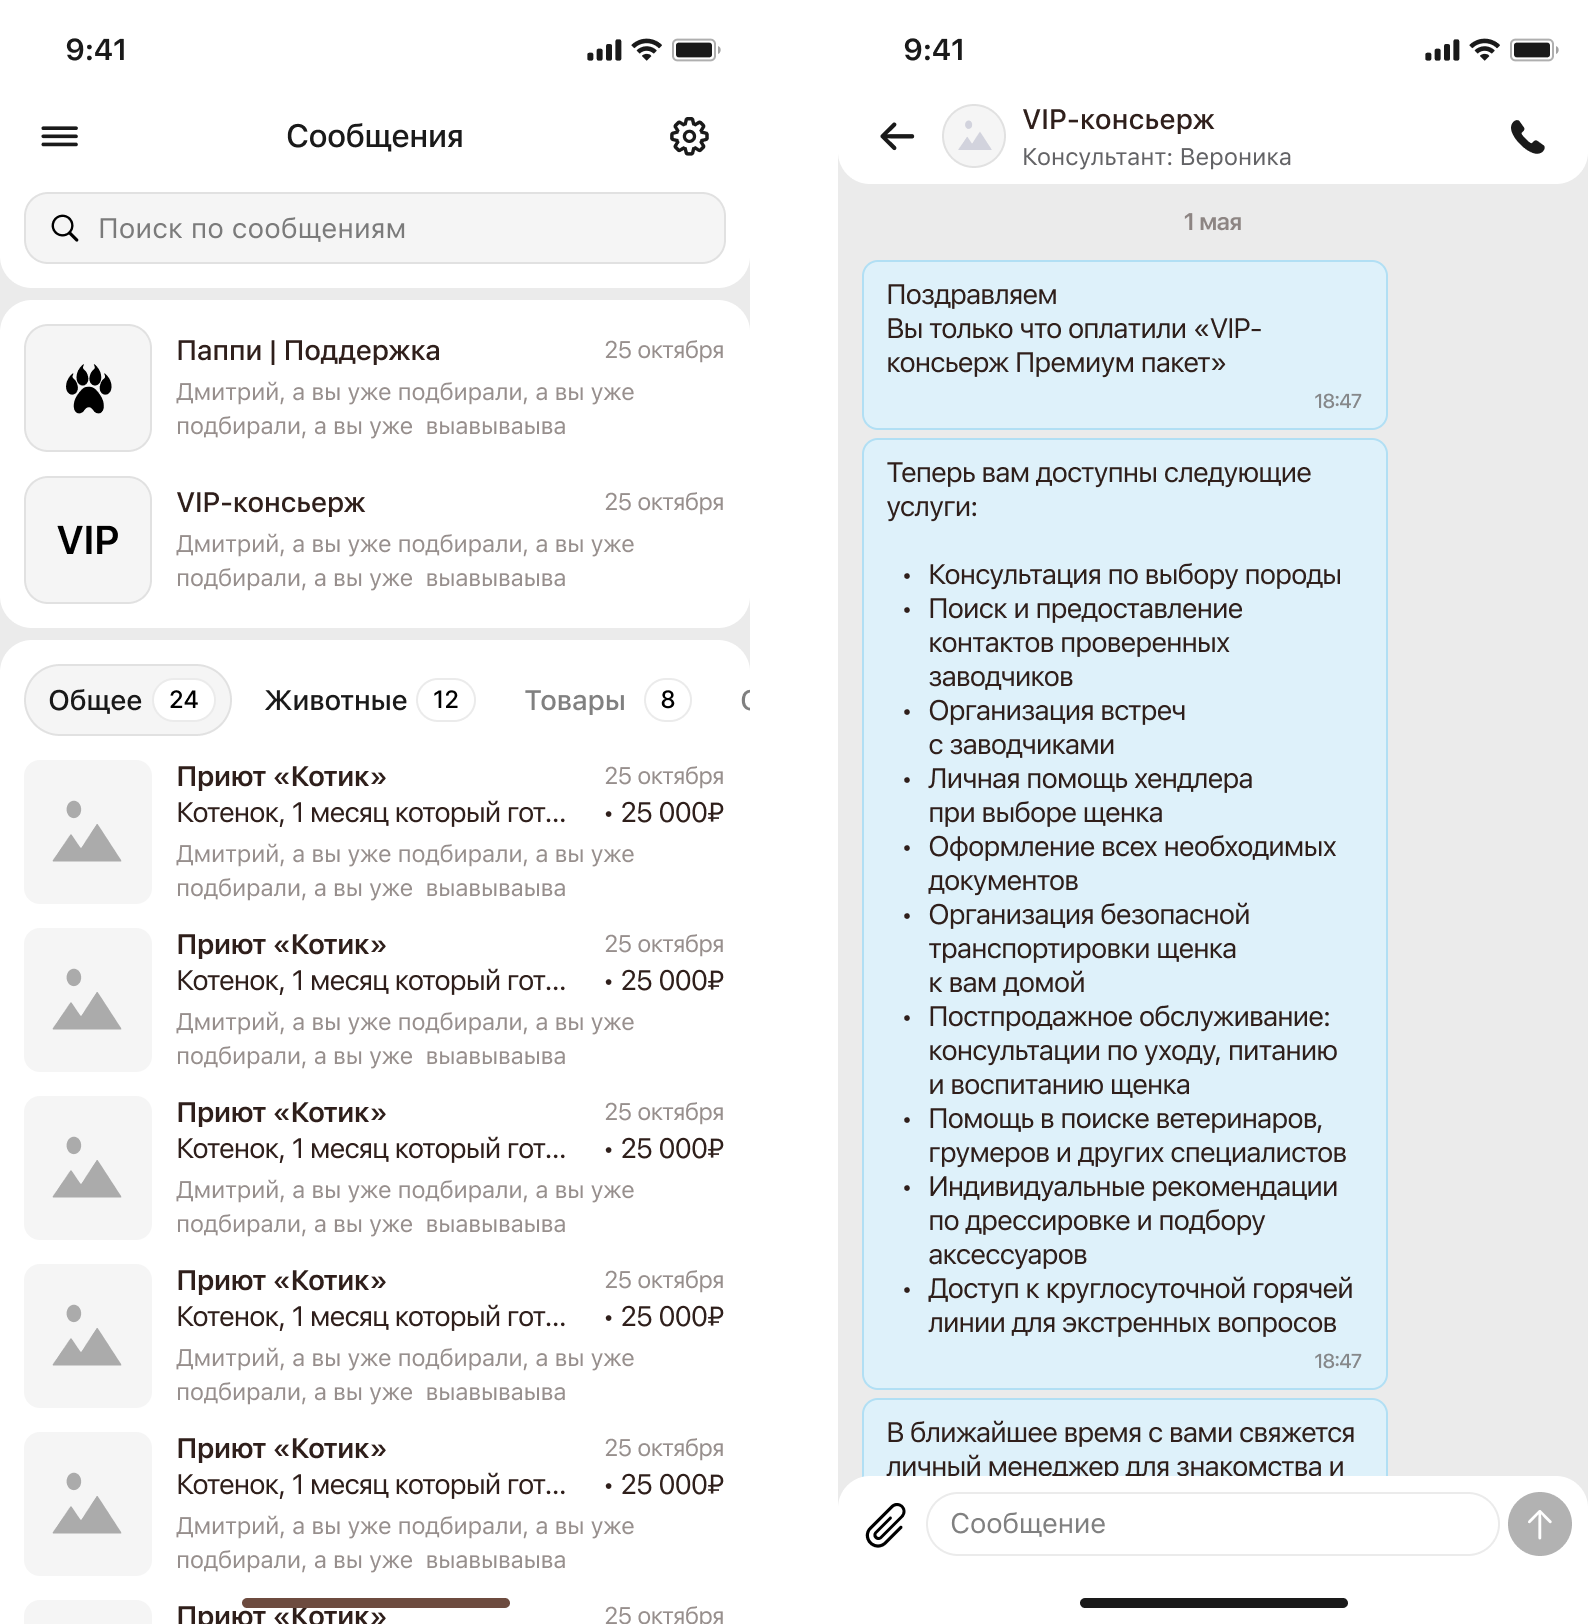 9:41
Сообщения
Поиск по сообщениям
Паппи | Поддержка
25 октября
Дмитрий, а вы уже подбирали, а вы уже
подбирали, а вы уже  выавываыва
VIP
VIP-консьерж
25 октября
Дмитрий, а вы уже подбирали, а вы уже
подбирали, а вы уже  выавываыва
Общее 24 Животные 12 Товары 8
Приют «Котик»
25 октября
Котенок, 1 месяц который гот... • 25 000₽
Дмитрий, а вы уже подбирали, а вы уже
подбирали, а вы уже  выавываыва
Приют «Котик»
25 октября
Котенок, 1 месяц который гот... • 25 000₽
Дмитрий, а вы уже подбирали, а вы уже
подбирали, а вы уже  выавываыва
Приют «Котик»
25 октября
Котенок, 1 месяц который гот... • 25 000₽
Дмитрий, а вы уже подбирали, а вы уже
подбирали, а вы уже  выавываыва
Приют «Котик»
25 октября
Котенок, 1 месяц который гот... • 25 000₽
Дмитрий, а вы уже подбирали, а вы уже
подбирали, а вы уже  выавываыва
Приют «Котик»
25 октября
Котенок, 1 месяц который гот... • 25 000₽
Дмитрий, а вы уже подбирали, а вы уже
подбирали, а вы уже  выавываыва
Приют «Котик»
25 октября
9:41
VIP-консьерж
Консультант: Вероника
1 мая
Поздравляем
Вы только что оплатили «VIP-
консьерж Премиум пакет»
18:47
Теперь вам доступны следующие
услуги:
• Консультация по выбору породы
• Поиск и предоставление
контактов проверенных
заводчиков
• Организация встреч
с заводчиками
• Личная помощь хендлера
при выборе щенка
• Оформление всех необходимых
документов
• Организация безопасной
транспортировки щенка
к вам домой
• Постпродажное обслуживание:
консультации по уходу, питанию
и воспитанию щенка
• Помощь в поиске ветеринаров,
грумеров и других специалистов
• Индивидуальные рекомендации
по дрессировке и подбору
аксессуаров
• Доступ к круглосуточной горячей
линии для экстренных вопросов
18:47
В ближайшее время с вами свяжется
личный менеджер для знакомства и
Сообщение